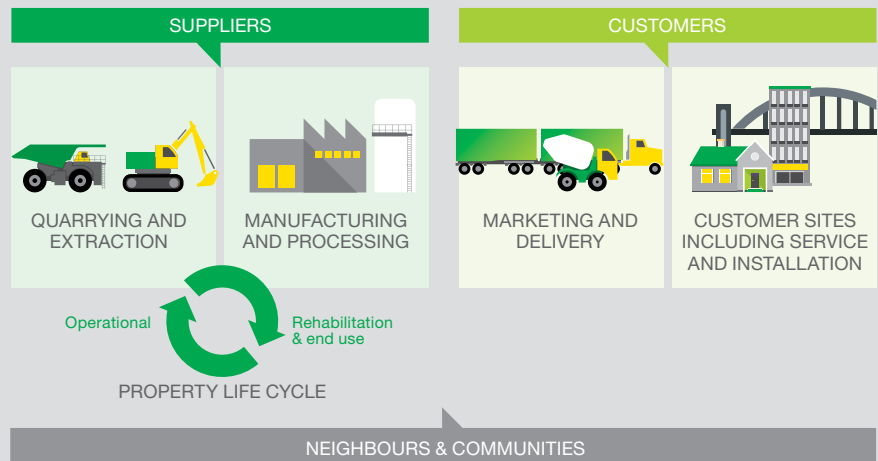 SUPPLIERS
CUSTOMERS
QUARRYING AND
EXTRACTION
MANUFACTURING
AND PROCESSING
MARKETING AND
DELIVERY
CUSTOMER SITES
INCLUDING SERVICE
AND INSTALLATION
Operational
Rehabilitation
& end use
PROPERTY LIFE CYCLE
NEIGHBOURS & COMMUNITIES